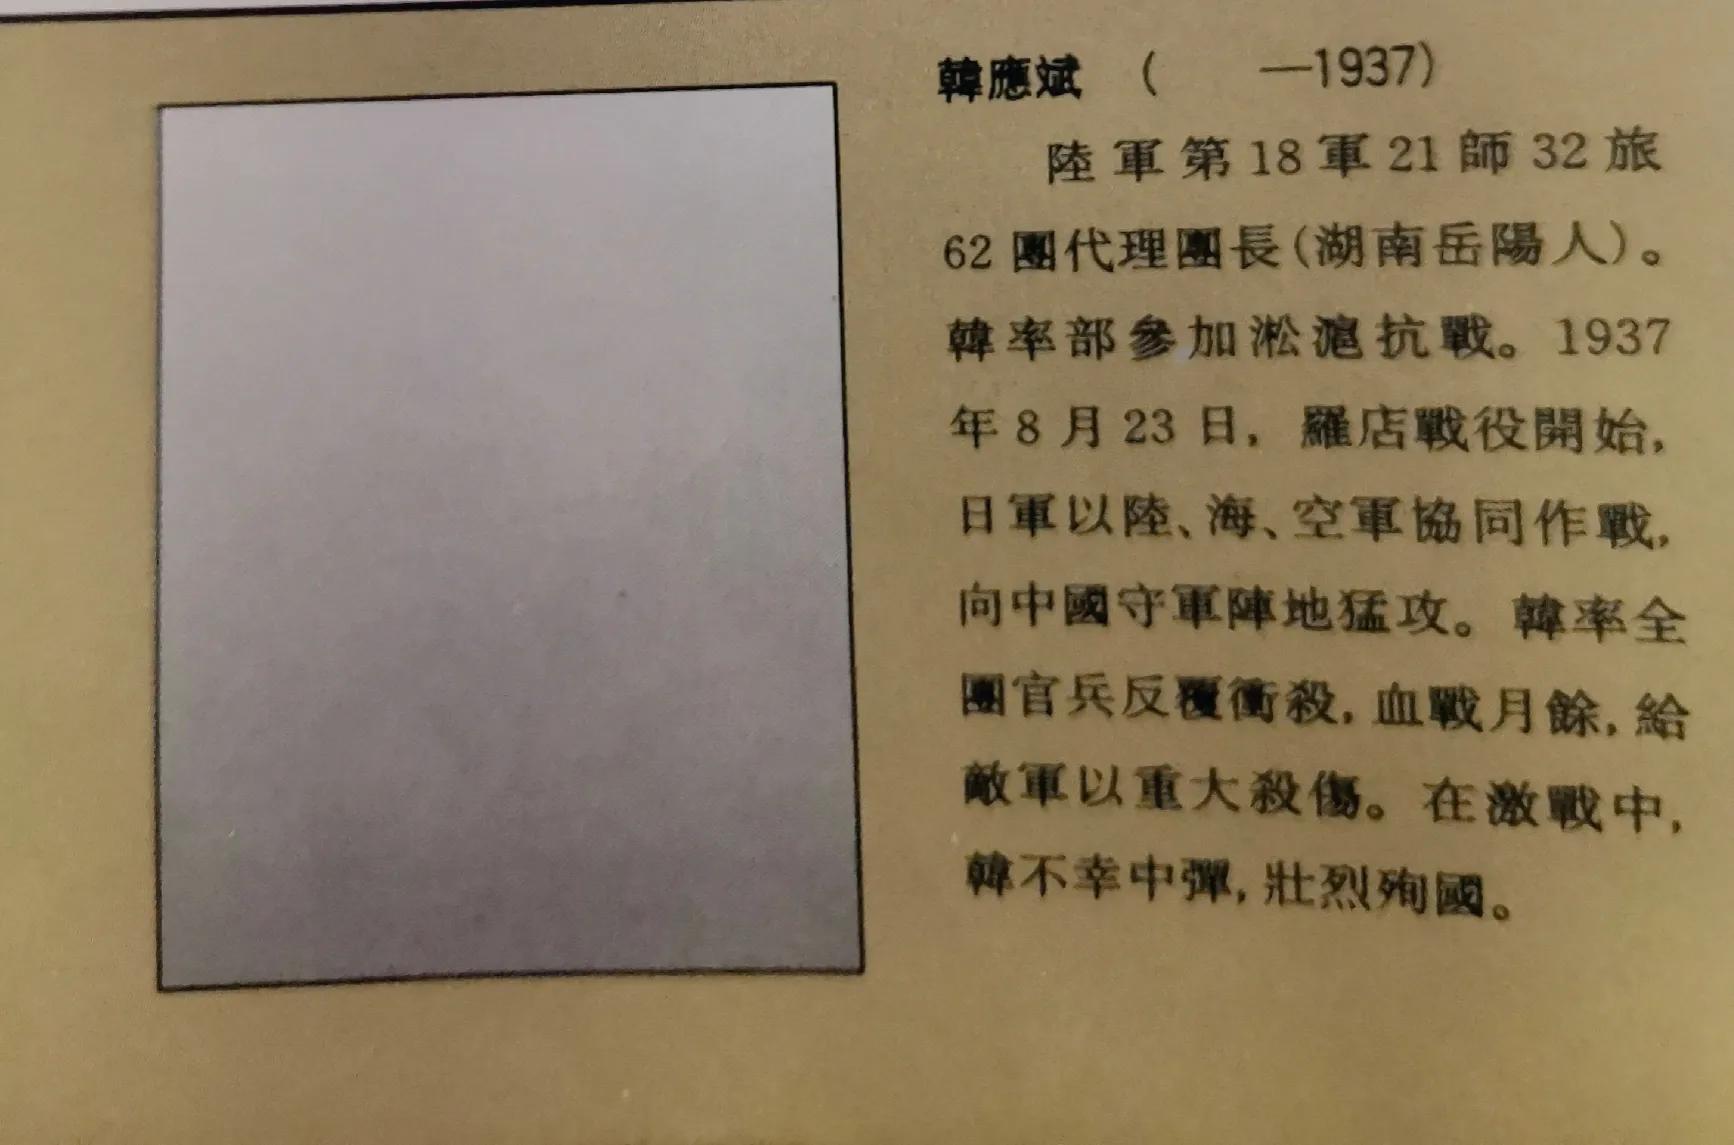 韓應斌 (　　—1937)
陸軍第18軍21師32旅
62團代理團長(湖南岳陽人)。
韓率部參加淞滬抗戰。1937
年8月23日,羅店戰役開始,
日軍以陸、海、空軍協同作戰,
向中國守軍陣地猛攻。韓率全
團官兵反覆衝殺,血戰月餘,給
敵軍以重大殺傷。在激戰中,
韓不幸中彈,壯烈殉國。